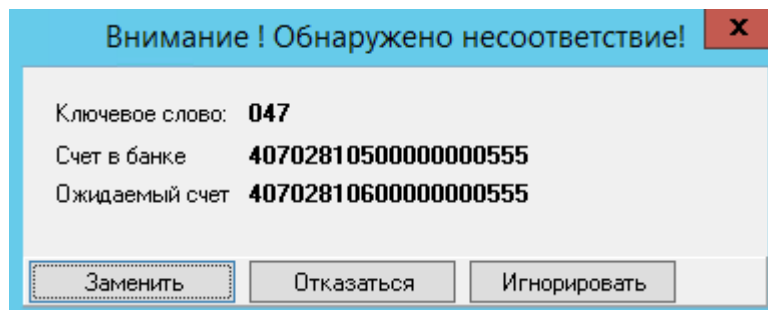 Внимание ! Обнаружено несоответствие!
x
Ключевое слово: 047
Счет в банке 40702810500000000555
Ожидаемый счет 40702810600000000555
Заменить Отказаться Игнорировать